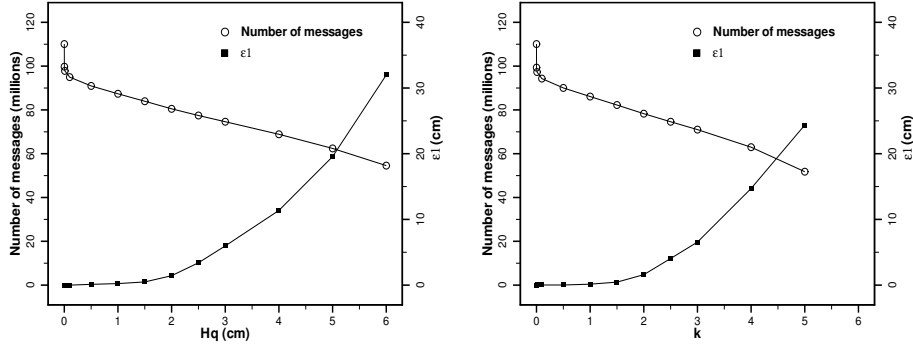 Number of messages
ε1
Number of messages (millions)
0 20 40 60 80 100 120
ε1 (cm)
0 10 20 30 40
0 1 2 3 4 5 6
Hq (cm)
Number of messages
ε1
Number of messages (millions)
0 20 40 60 80 100 120
ε1 (cm)
0 10 20 30 40
0 1 2 3 4 5 6
k